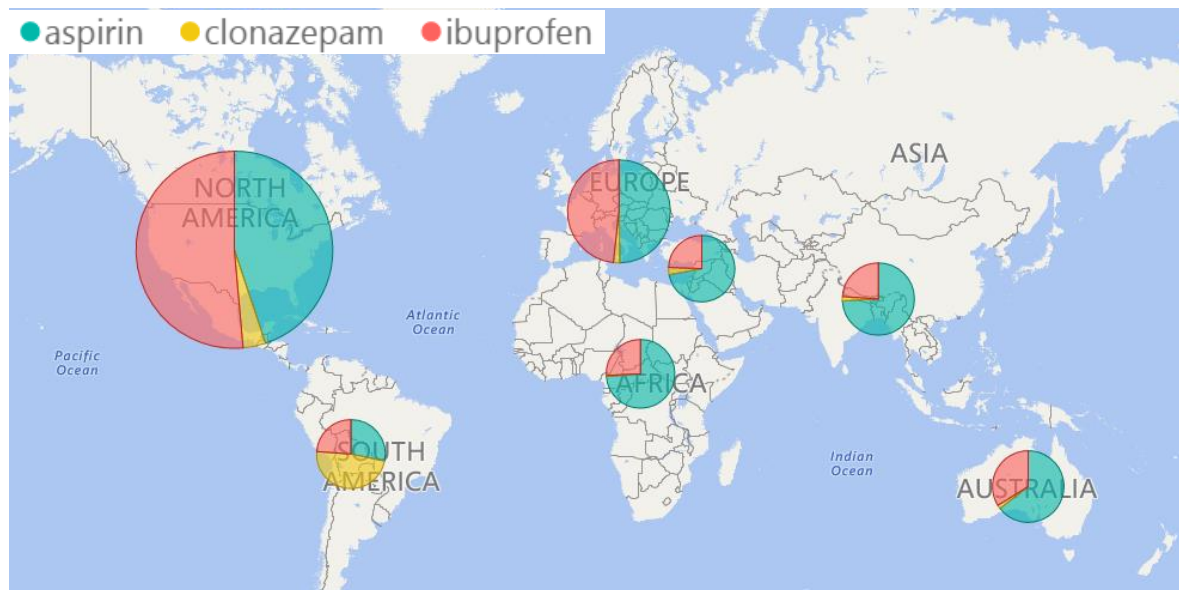 aspirin clonazepam ibuprofen
ASIA
NORTH
AMERICA
EUROPE
Atlantic
Ocean
Pacific
Ocean
AFRICA
SOUTH
AMERICA
Indian
Ocean
AUSTRALIA